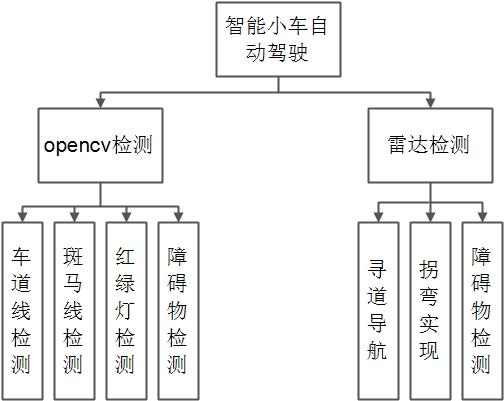 智能小车自
动驾驶
opencv检测
雷达检测
车道线检测
斑马线检测
红绿灯检测
障碍物检测
寻道导航
拐弯实现
障碍物检测